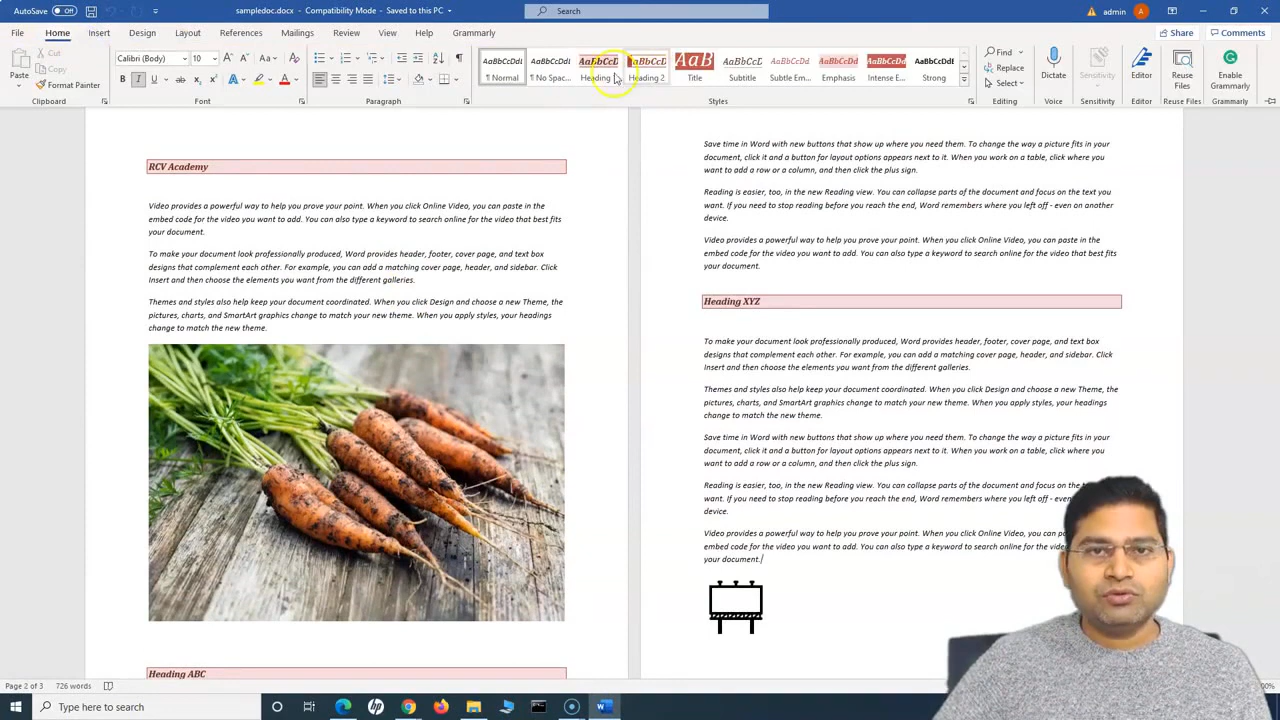 AutoSave Off
sampledoc.docx - Compatibility Mode - Saved to this PC
Search
admin
A
File Home Insert Design Layout References Mailings Review View Help Grammarly
Share
Comments
Paste
Cut
Copy
Format Painter
Clipboard
Calibri (Body) 10
Font
Paragraph
AaBbCcDdI
¶ Normal
AaBbCcDdI
¶ No Spac...
AaBbCcD
Heading
AaBbCcD
Heading 2
AaB
Title
AaBbCcD
Subtitle
AaBbCcDd
Subtle Em...
AaBbCcDd
Emphasis
AaBbCcDd
Intense E...
AaBbCcDdI
Strong
Styles
Find
Select
Editing
Dictate
Voice
Sensitivity
Sensitivity
Editor
Editor
Reuse
Files
Reuse Files
Enable
Grammarly
Grammarly
RCV Academy
Video provides a powerful way to help you prove your point. When you click Online Video, you can paste in the
embed code for the video you want to add. You can also type a keyword to search online for the video that best fits
your document.
To make your document look professionally produced, Word provides header, footer, cover page, and text box
designs that complement each other. For example, you can add a matching cover page, header, and sidebar. Click
Insert and then choose the elements you want from the different galleries.
Themes and styles also help keep your document coordinated. When you click Design and choose a new Theme, the
pictures, charts, and SmartArt graphics change to match your new theme. When you apply styles, your headings
change to match the new theme.
Heading ABC
Save time in Word with new buttons that show up where you need them. To change the way a picture fits in your
document, click it and a button for layout options appears next to it. When you work on a table, click where you
want to add a row or a column, and then click the plus sign.
Reading is easier, too, in the new Reading view. You can collapse parts of the document and focus on the text you
want. If you need to stop reading before you reach the end, Word remembers where you left off - even on another
device.
Video provides a powerful way to help you prove your point. When you click Online Video, you can paste in the
embed code for the video you want to add. You can also type a keyword to search online for the video that best fits
your document.
Heading XYZ
To make your document look professionally produced, Word provides header, footer, cover page, and text box
designs that complement each other. For example, you can add a matching cover page, header, and sidebar. Click
Insert and then choose the elements you want from the different galleries.
Themes and styles also help keep your document coordinated. When you click Design and choose a new Theme, the
pictures, charts, and SmartArt graphics change to match your new theme. When you apply styles, your headings
change to match the new theme.
Save time in Word with new buttons that show up where you need them. To change the way a picture fits in your
document, click it and a button for layout options appears next to it. When you work on a table, click where you
want to add a row or a column, and then click the plus sign.
Reading is easier, too, in the new Reading view. You can collapse parts of the document and focus on the t
want. If you need to stop reading before you reach the end, Word remembers where you left off - even on
device.
Video provides a powerful way to help you prove your point. When you click Online Video, you can
embed code for the video you want to add. You can also type a keyword to search online for the
your document.
Page 2 of 3 726 words
Type here to search